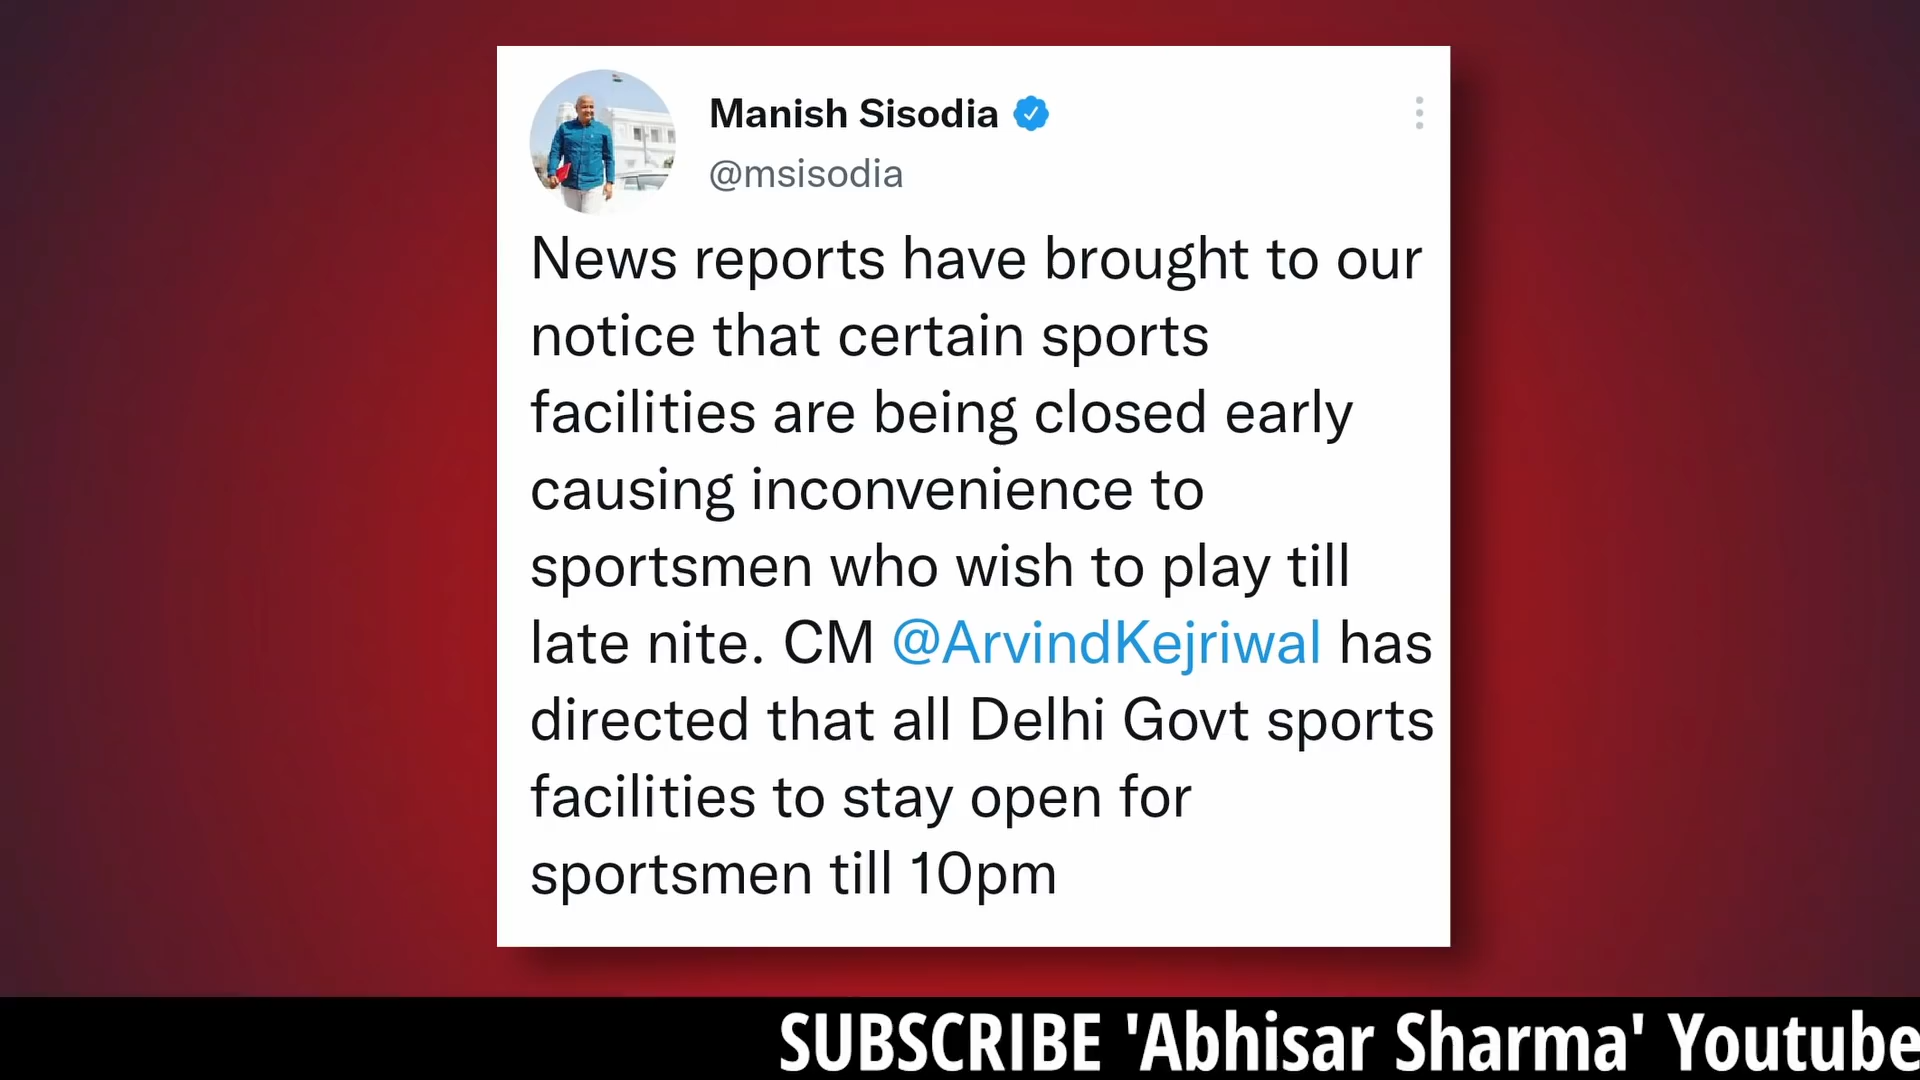 Manish Sisodia
@msisodia
News reports have brought to our
notice that certain sports
facilities are being closed early
causing inconvenience to
sportsmen who wish to play till
late nite. CM @ArvindKejriwal has
directed that all Delhi Govt sports
facilities to stay open for
sportsmen till 10pm
SUBSCRIBE 'Abhisar Sharma' Youtube